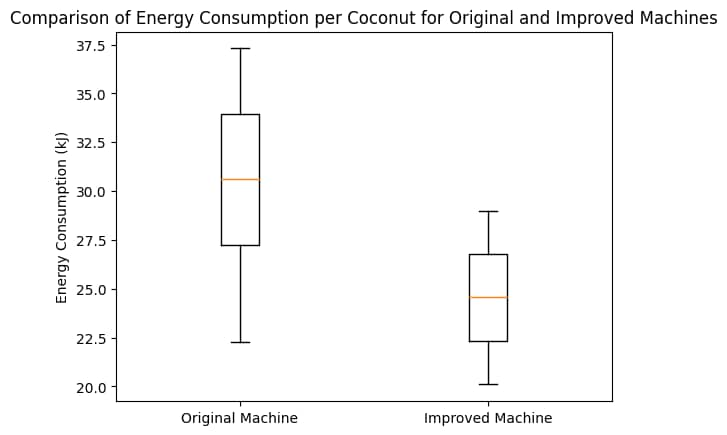 Comparison of Energy Consumption per Coconut for Original and Improved Machines
37.5
35.0
32.5
30.0
27.5
25.0
22.5
20.0
Energy Consumption (kJ)
Original Machine
Improved Machine